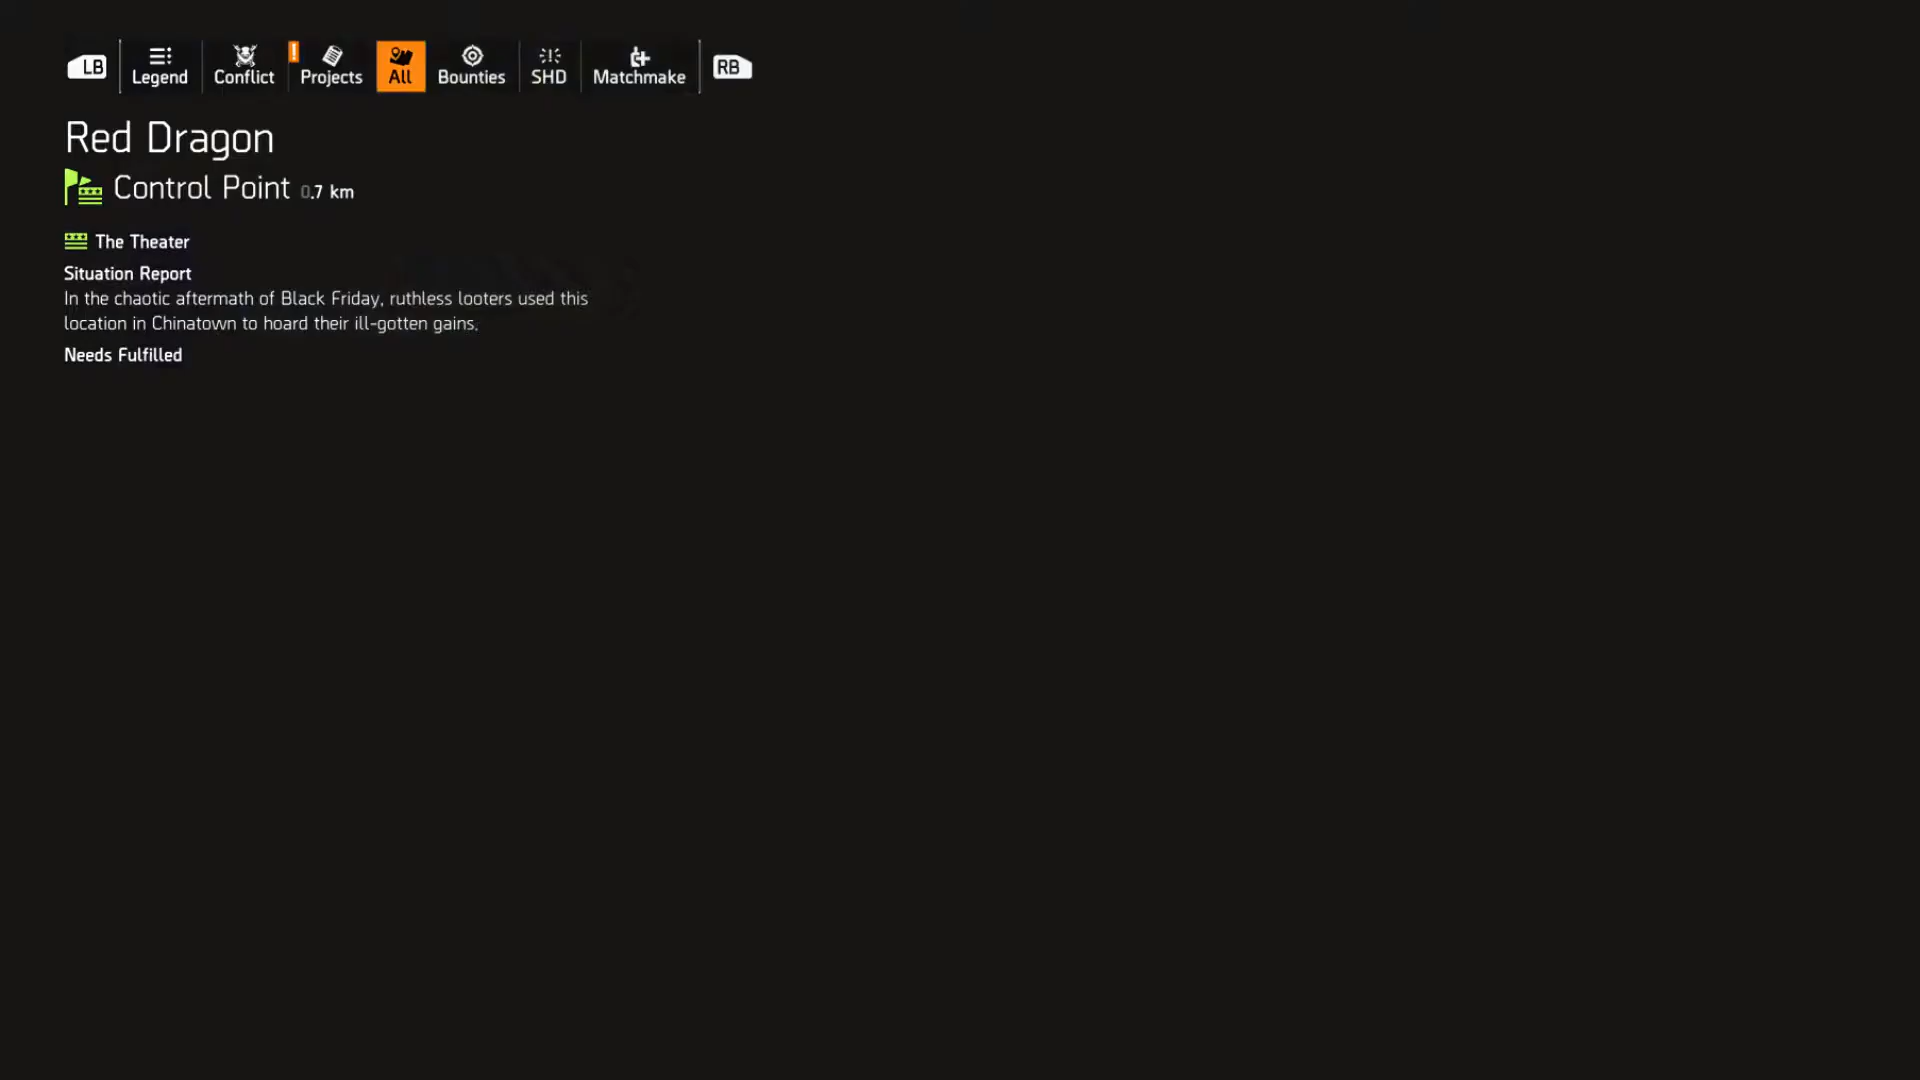 LB Legend Conflict ! Projects All Bounties SHD Matchmake RB
Red Dragon
Control Point 0.7 km
The Theater
Situation Report
In the chaotic aftermath of Black Friday, ruthless looters used this
location in Chinatown to hoard their ill-gotten gains.
Needs Fulfilled